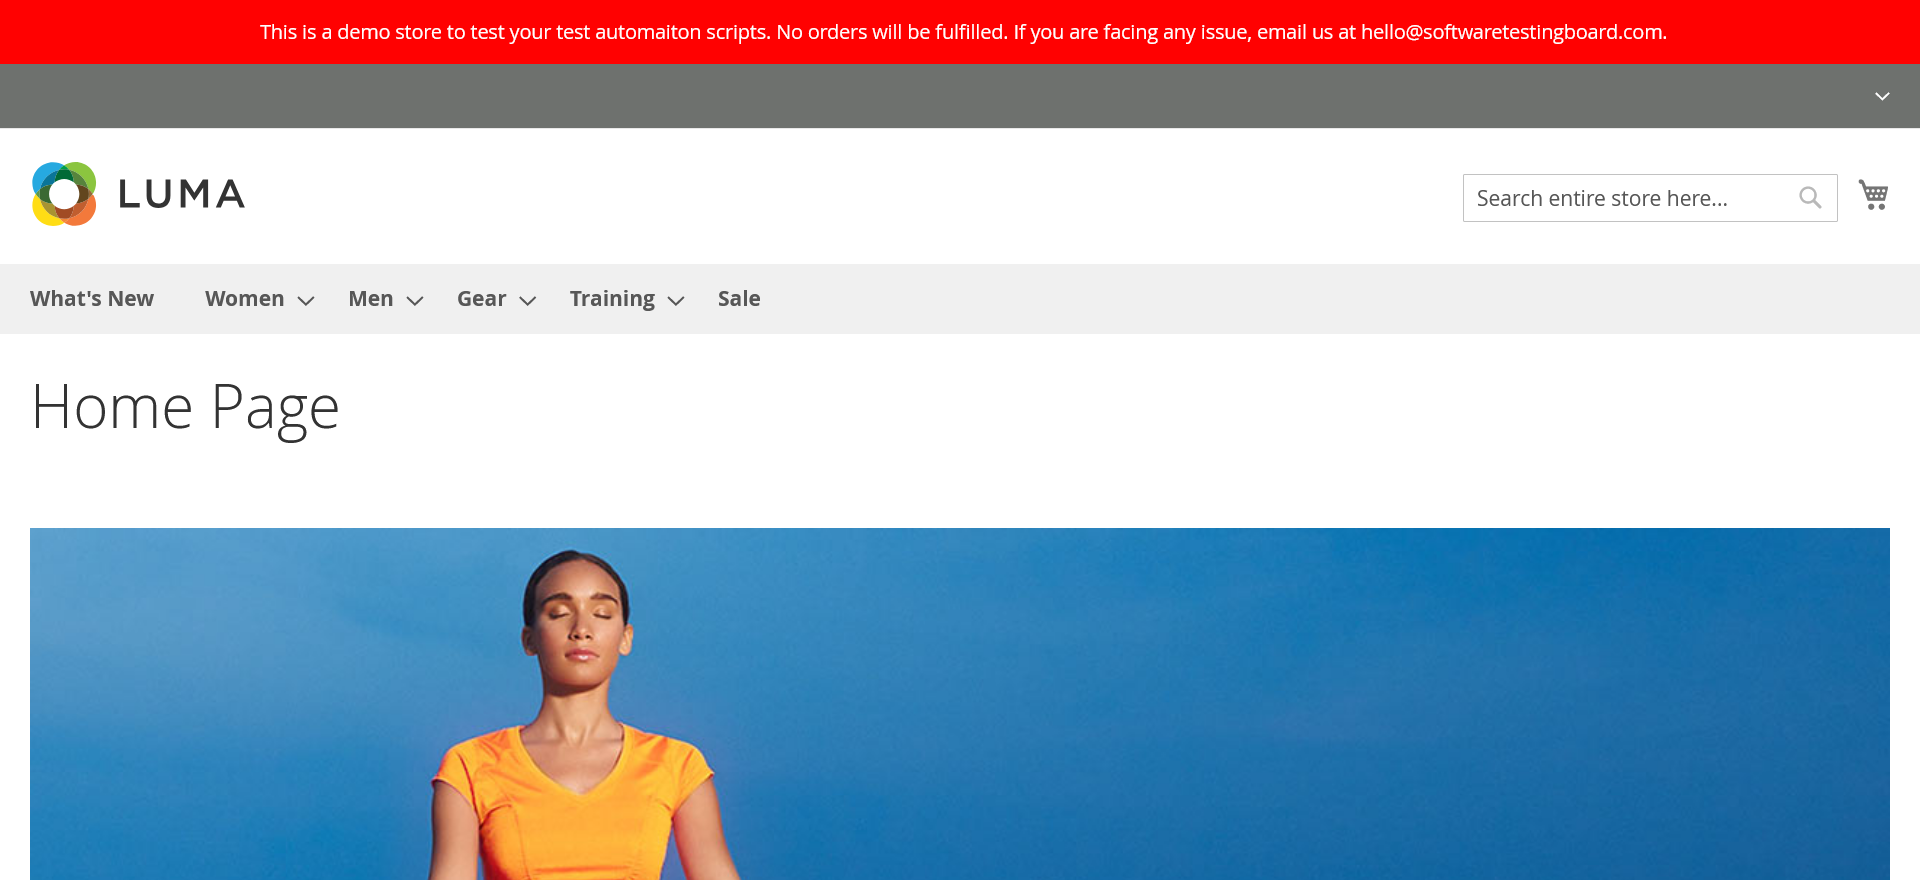 This is a demo store to test your test automaiton scripts. No orders will be fulfilled. If you are facing any issue, email us at hello@softwaretestingboard.com.
LUMA
Search entire store here...
What's New Women Men Gear Training Sale
Home Page